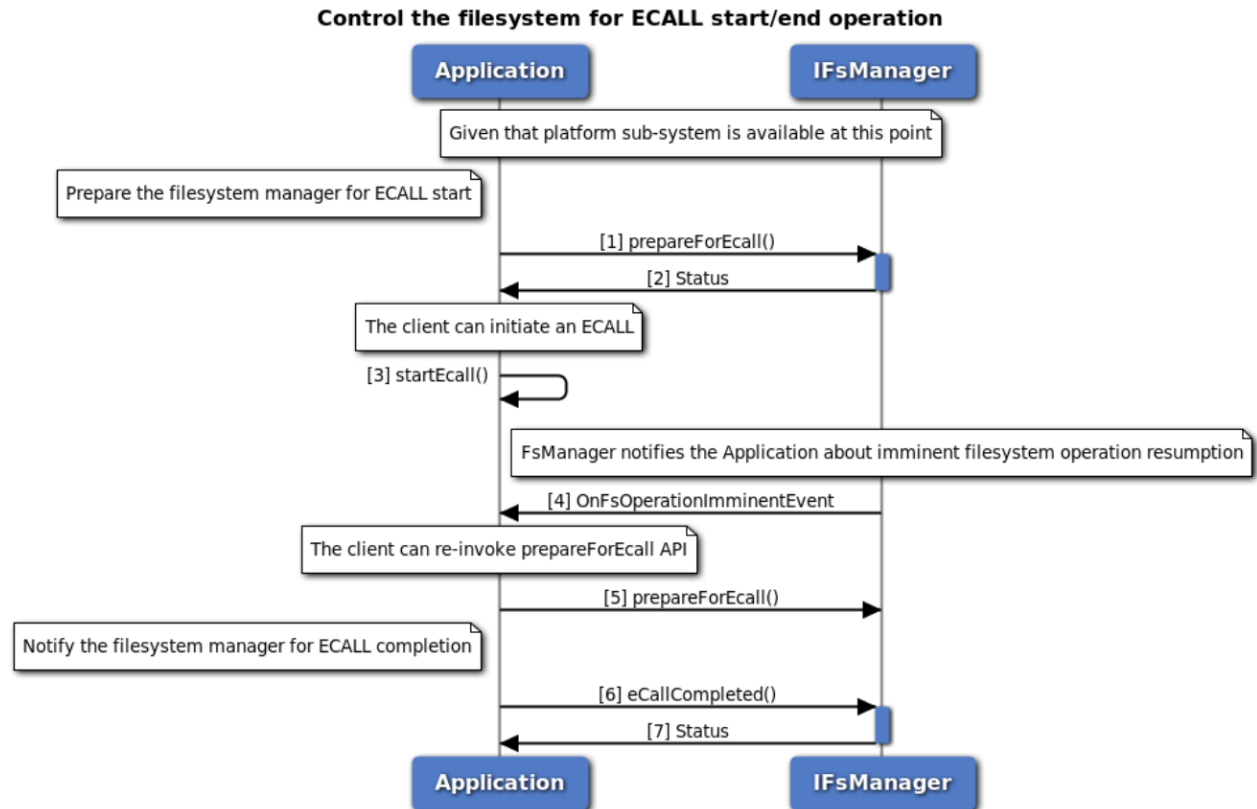 Control the filesystem for ECALL start/end operation
Application
IFsManager
Given that platform sub-system is available at this point
Prepare the filesystem manager for ECALL start
[1] prepareForEcall()
[2] Status
The client can initiate an ECALL
[3] startEcall()
FsManager notifies the Application about imminent filesystem operation resumption
[4] OnFsOperationImminentEvent
The client can re-invoke prepareForEcall API
[5] prepareForEcall()
Notify the filesystem manager for ECALL completion
[6] eCallCompleted()
[7] Status
Application
IFsManager